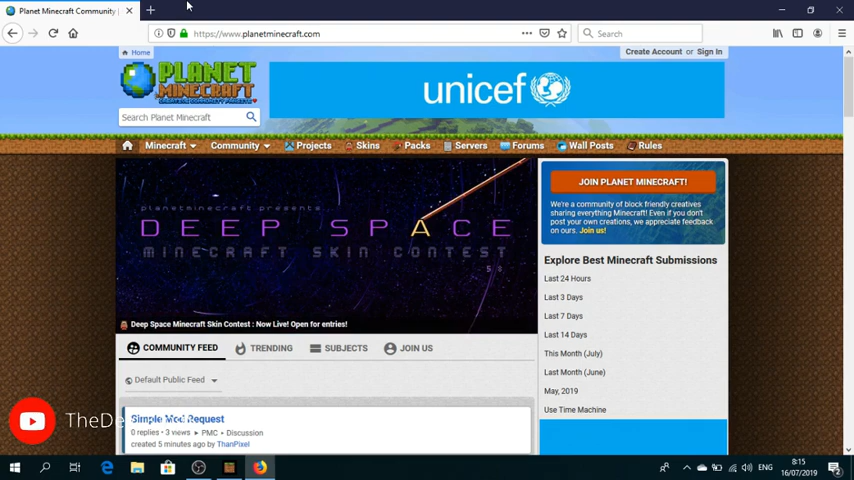 Planet Minecraft Community |
https://www.planetminecraft.com
Search
Home
Create Account or Sign In
PLANET
MINECRAFT
unicef
Search Planet Minecraft
Minecraft Community Projects Skins Packs Servers Forums Wall Posts Rules
planetminecraft presents
DEEP SPACE
MINECRAFT SKIN CONTEST
Deep Space Minecraft Skin Contest : Now Live! Open for entries!
JOIN PLANET MINECRAFT!
We're a community of block friendly creatives
sharing everything Minecraft! Even if you don't
post your own creations, we appreciate feedback
on ours. Join us!
Explore Best Minecraft Submissions
Last 24 Hours
Last 3 Days
Last 7 Days
Last 14 Days
This Month (July)
Last Month (June)
May, 2019
Use Time Machine
COMMUNITY FEED TRENDING SUBJECTS JOIN US
Default Public Feed
Simple Mod Request
0 replies • 3 views ▸ PMC ▸ Discussion
created 5 minutes ago by ThanPixel
ENG
8:15
16/07/2019
2